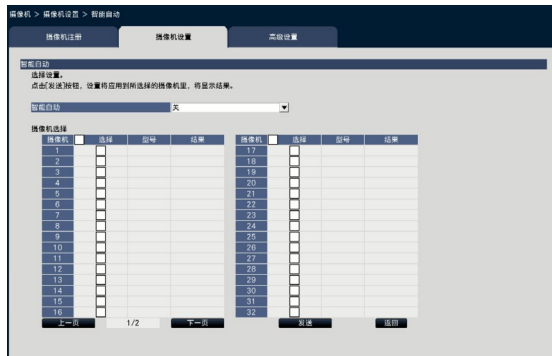 摄像机 > 摄像机设置 > 智能自动
摄像机注册 摄像机设置 高级设置
智能自动
选择设置。
点击[发送]按钮，设置将应用到所选择的摄像机里，将显示结果。
智能自动 关
摄像机选择
摄像机 选择 型号 结果 摄像机 选择 型号 结果
1 17
2 18
3 19
4 20
5 21
6 22
7 23
8 24
9 25
10 26
11 27
12 28
13 29
14 30
15 31
16 32
上一页 1/2 下一页 发送 返回